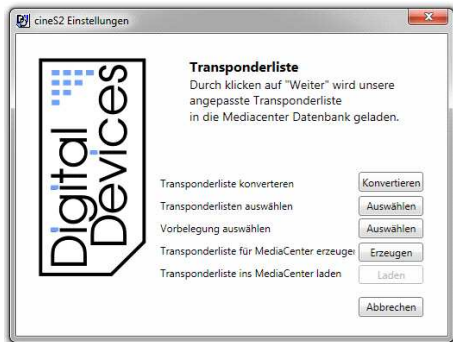 cineS2 Einstellungen
Digital
Devices
Transponderliste
Durch klicken auf "Weiter" wird unsere
angepasste Transponderliste
in die Mediacenter Datenbank geladen.
Transponderliste konverteren Konvertieren
Transponderlisten auswählen Auswählen
Vorbelegung auswählen Auswählen
Transponderliste für MediaCenter erzeuger Erzeugen
Transponderliste ins MediaCenter laden Laden
Abbrechen